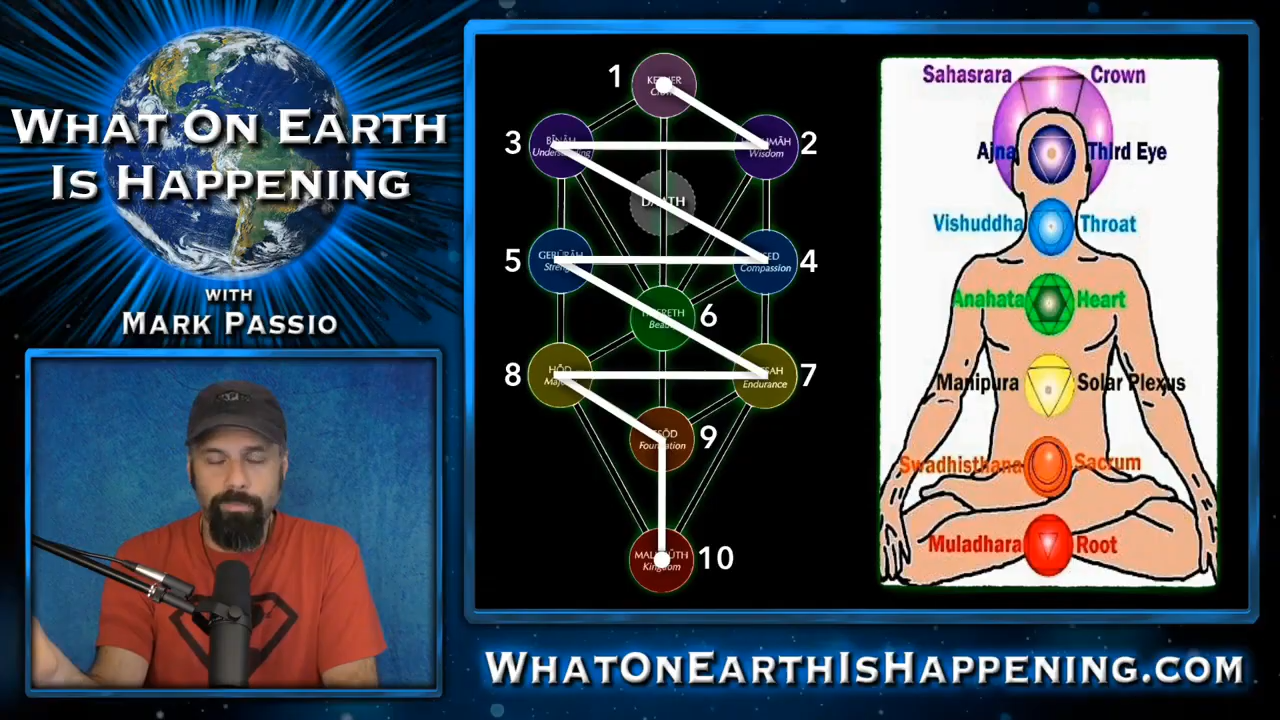 WHAT ON EARTH
IS HAPPENING
WITH
MARK PASSIO
1
3
2
Understanding
Wisdom
5
4
Compassion
6
8
7
Endurance
9
10
Kingdom
Sahasrara Crown
Ajna Third Eye
Vishuddha Throat
Anahata Heart
Manipura Solar Plexus
Swadhisthana Sacrum
Muladhara Root
WHATONEARTHISHAPPENING.COM